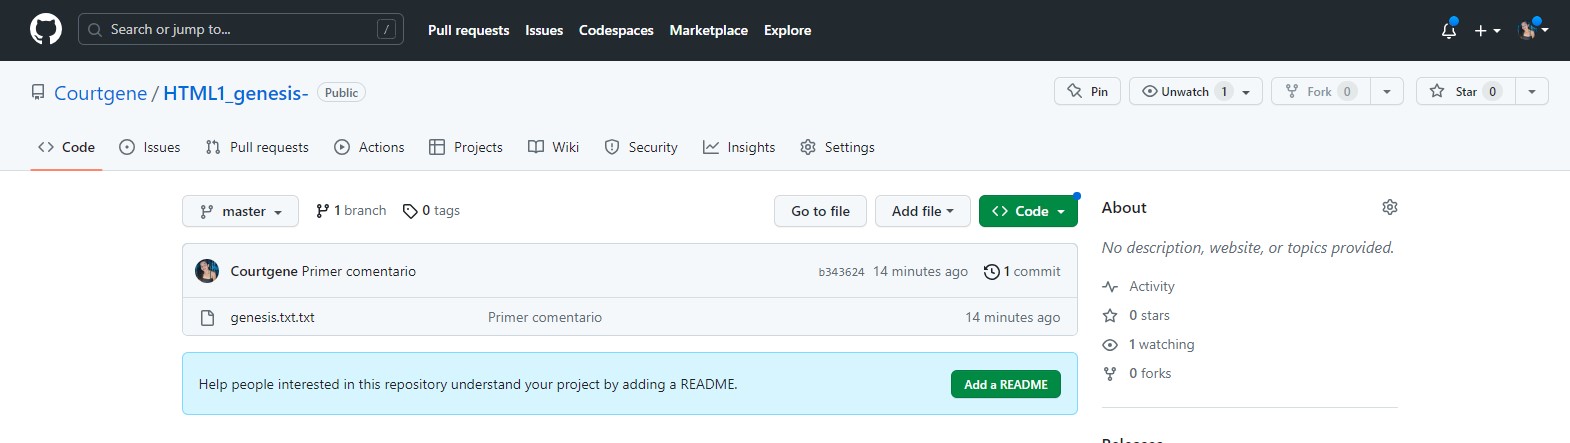 Search or jump to... / Pull requests Issues Codespaces Marketplace Explore
Courtgene / HTML1_genesis- Public Pin Unwatch 1 Fork 0 Star 0
Code Issues Pull requests Actions Projects Wiki Security Insights Settings
master 1 branch 0 tags Go to file Add file Code
About
No description, website, or topics provided.
Courtgene Primer comentario b343624 14 minutes ago 1 commit
Activity
genesis.txt.txt Primer comentario 14 minutes ago
0 stars
1 watching
0 forks
Help people interested in this repository understand your project by adding a README. Add a README
Releases